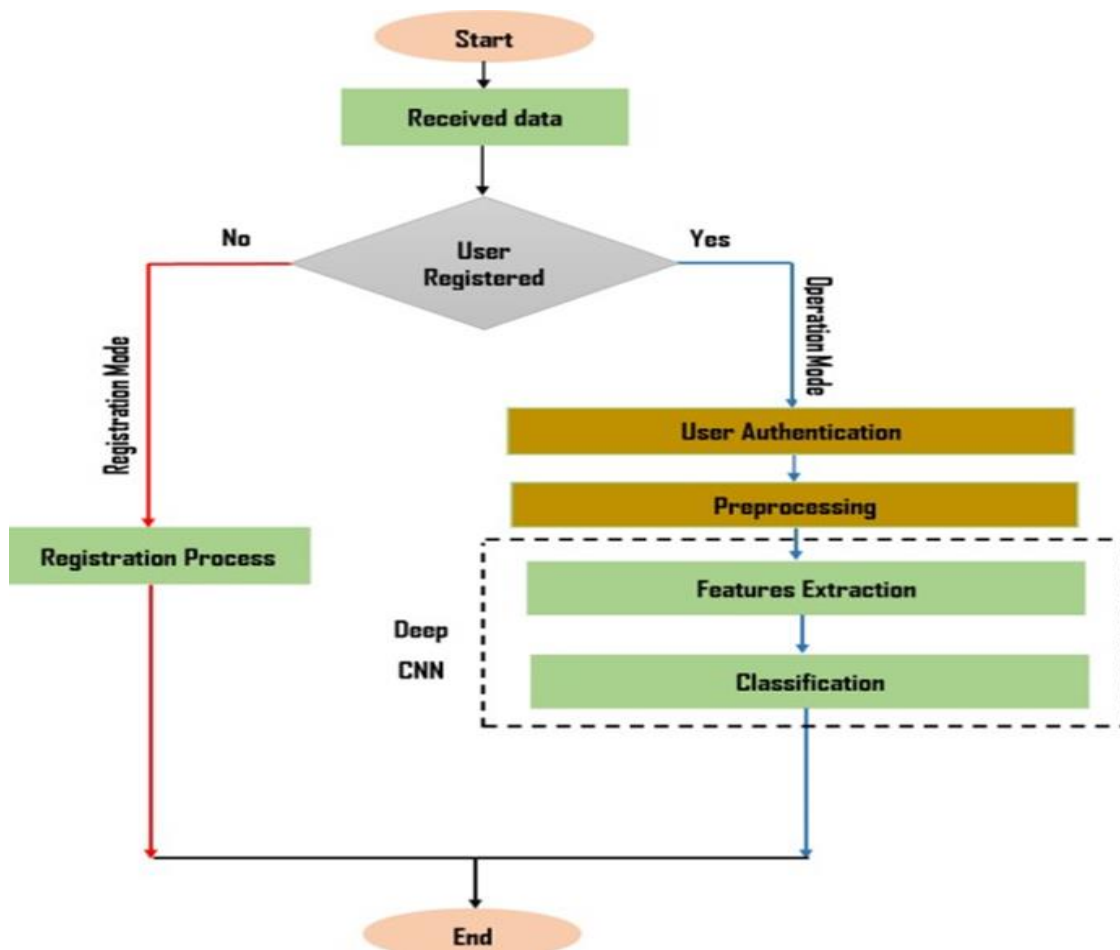 Start
Received data
No
User
Registered
Yes
Registration Mode
Operation Mode
User Authentication
Preprocessing
Registration Process
Features Extraction
Deep
CNN
Classification
End